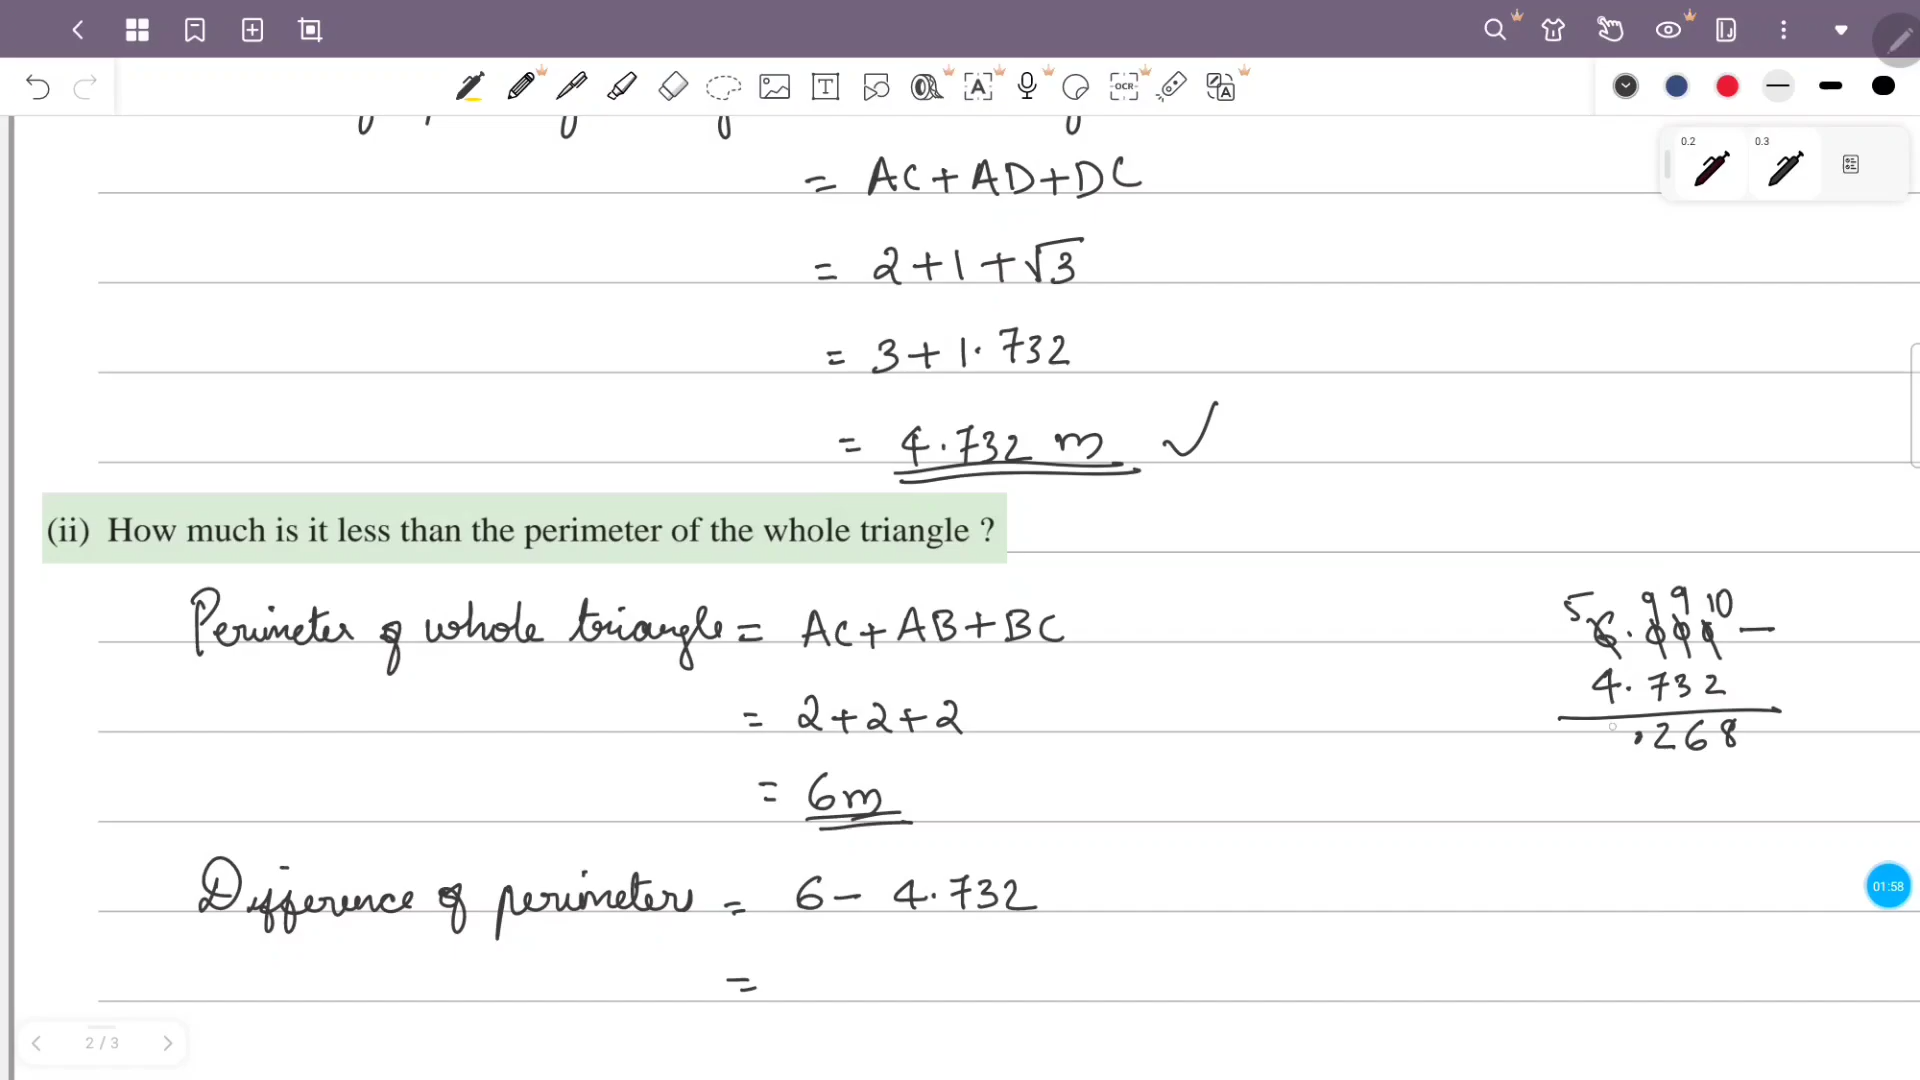 OCR
0.2
0.3
= AC+AD+DC
= 2+1+√3
= 3+1.732
= 4.732 m ✓
(ii) How much is it less than the perimeter of the whole triangle ?
Perimeter of whole triangle = AC+AB+BC
= 2+2+2
= 6m
5 9 9 10
6.000 –
4.732
.268
Difference of perimeters = 6 – 4.732
=
01:58
2 / 3